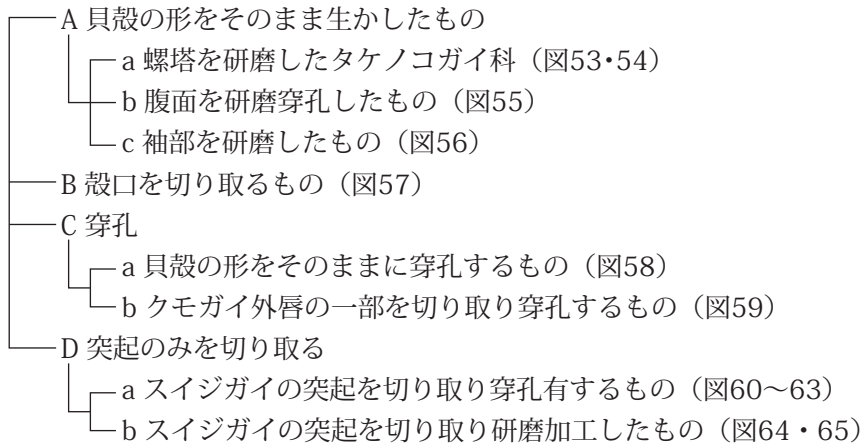 A 貝殻の形をそのまま生かしたもの
a 螺塔を研磨したタケノコガイ科（図53・54）
b 腹面を研磨穿孔したもの（図55）
c 袖部を研磨したもの（図56）
B 殻口を切り取るもの（図57）
C 穿孔
a 貝殻の形をそのままに穿孔するもの（図58）
b クモガイ外唇の一部を切り取り穿孔するもの（図59）
D 突起のみを切り取る
a スイジガイの突起を切り取り穿孔有するもの（図60～63）
b スイジガイの突起を切り取り研磨加工したもの（図64・65）